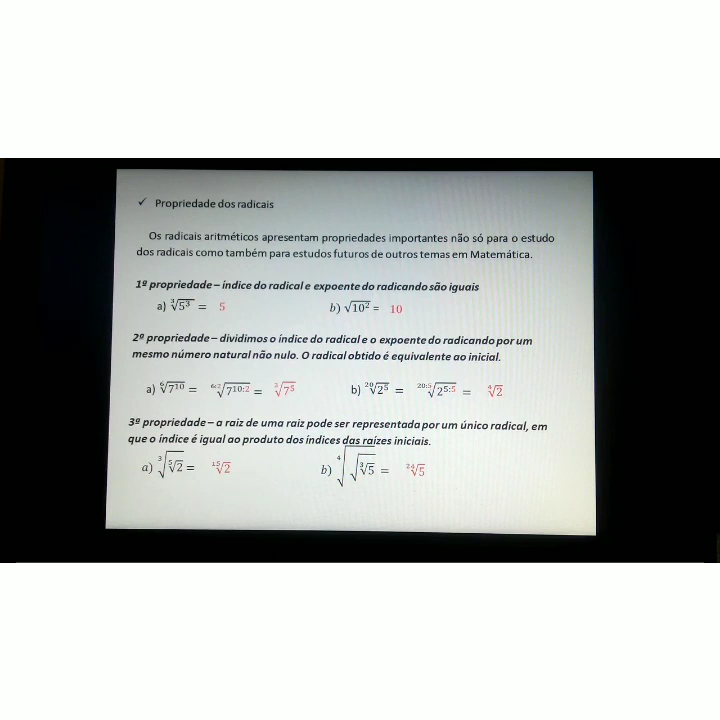 ✓ Propriedade dos radicais
Os radicais aritméticos apresentam propriedades importantes não só para o estudo
dos radicais como também para estudos futuros de outros temas em Matemática.
1ª propriedade – índice do radical e expoente do radicando são iguais
a) ∛5³ = 5 b) √10² = 10
2ª propriedade – dividimos o índice do radical e o expoente do radicando por um
mesmo número natural não nulo. O radical obtido é equivalente ao inicial.
a) ⁶√7¹⁰ = ⁶:²√7¹⁰:² = ³√7⁵ b) ²⁰√2⁵ = ²⁰:⁵√2⁵:⁵ = ⁴√2
3ª propriedade – a raiz de uma raiz pode ser representada por um único radical, em
que o índice é igual ao produto dos índices das raízes iniciais.
a) ³√⁵√2 = ¹⁵√2 b) ⁴√√³√5 = ²⁴√5